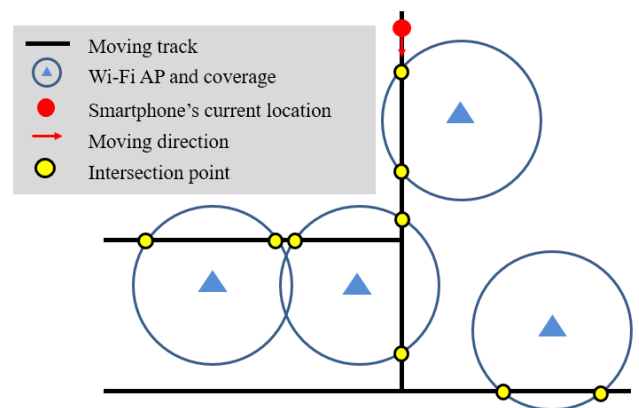 Moving track
Wi-Fi AP and coverage
Smartphone's current location
Moving direction
Intersection point